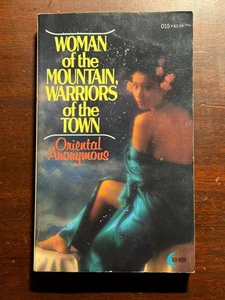 WOMAN
of the
MOUNTAIN,
WARRIORS
of the
TOWN
Oriental
Anonymous